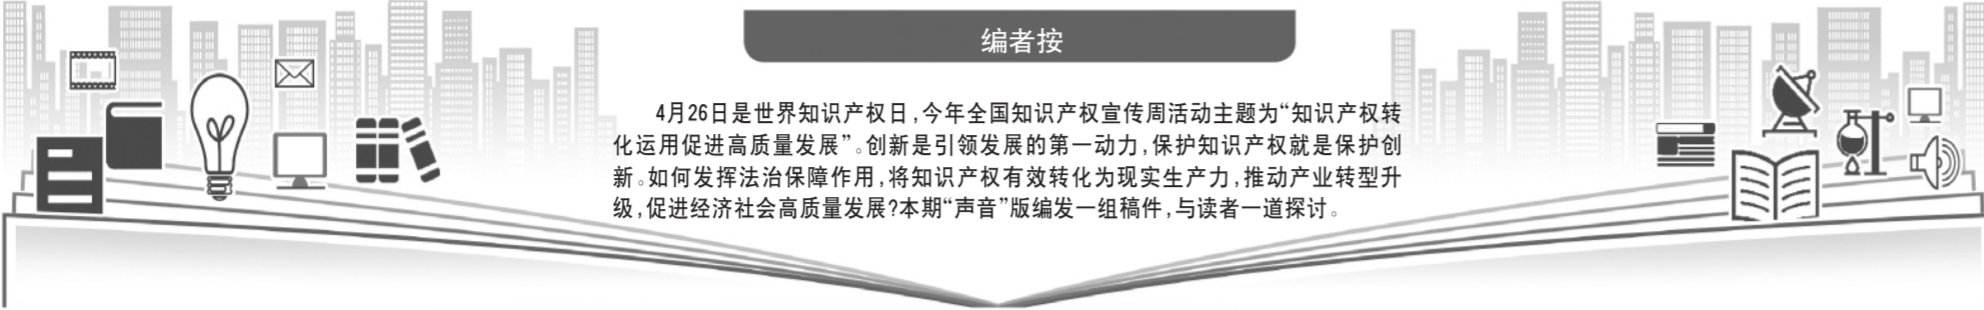 编者按
4月26日是世界知识产权日,今年全国知识产权宣传周活动主题为“知识产权转
化运用促进高质量发展”。创新是引领发展的第一动力,保护知识产权就是保护创
新。如何发挥法治保障作用,将知识产权有效转化为现实生产力,推动产业转型升
级,促进经济社会高质量发展?本期“声音”版编发一组稿件,与读者一道探讨。